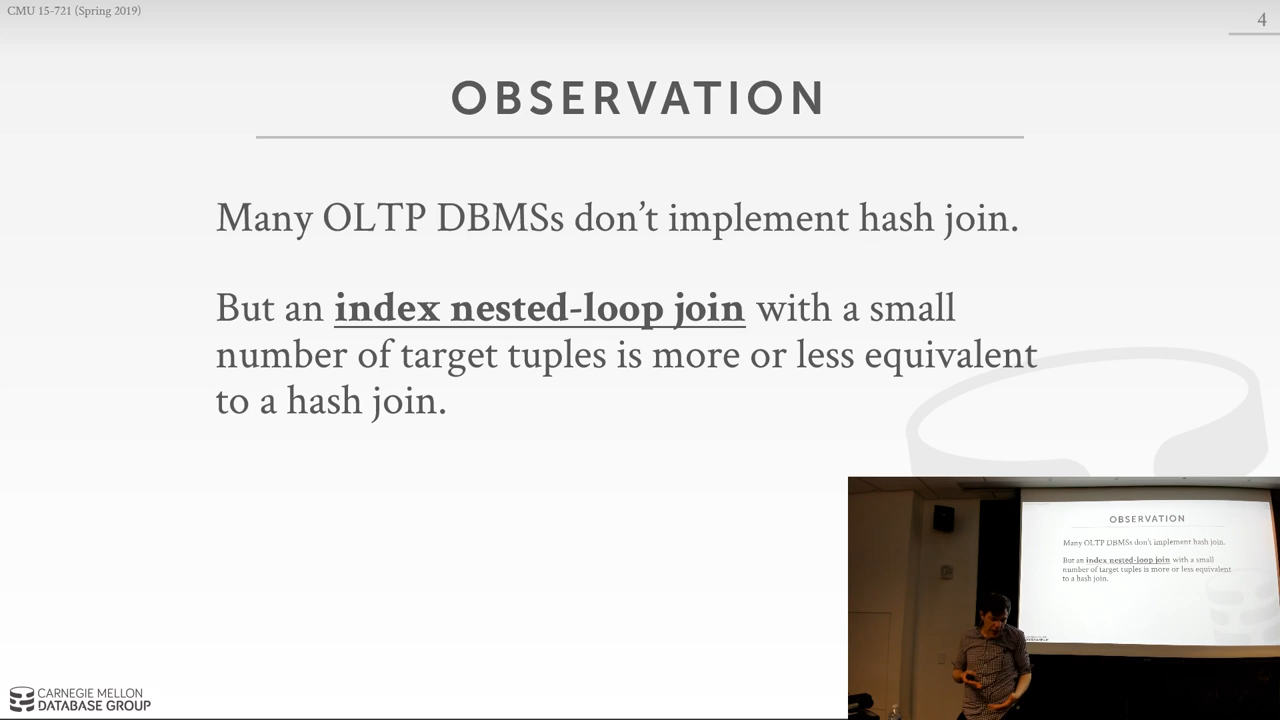 CMU 15-721 (Spring 2019)
4
OBSERVATION
Many OLTP DBMSs don’t implement hash join.
But an index nested-loop join with a small
number of target tuples is more or less equivalent
to a hash join.
OBSERVATION
Many OLTP DBMSs don’t implement hash join.
But an index nested-loop join with a small
number of target tuples is more or less equivalent
to a hash join.
CARNEGIE MELLON
DATABASE GROUP